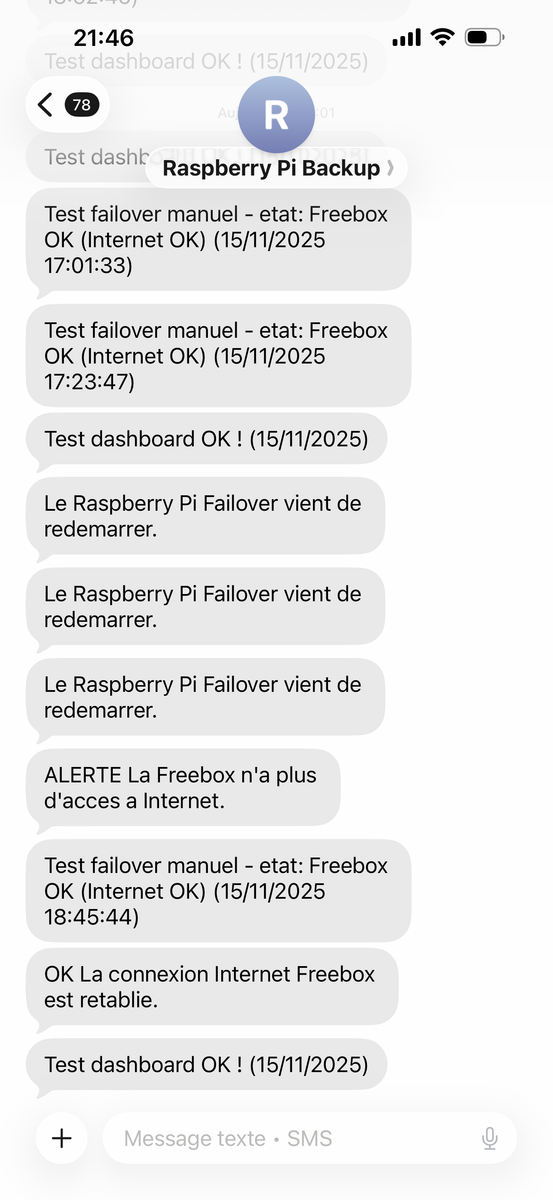 21:46
Test dashboard OK ! (15/11/2025)
78
R
:01
Test dashb
Raspberry Pi Backup
Test failover manuel - etat: Freebox
OK (Internet OK) (15/11/2025
17:01:33)
Test failover manuel - etat: Freebox
OK (Internet OK) (15/11/2025
17:23:47)
Test dashboard OK ! (15/11/2025)
Le Raspberry Pi Failover vient de
redemarrer.
Le Raspberry Pi Failover vient de
redemarrer.
Le Raspberry Pi Failover vient de
redemarrer.
ALERTE La Freebox n'a plus
d'acces a Internet.
Test failover manuel - etat: Freebox
OK (Internet OK) (15/11/2025
18:45:44)
OK La connexion Internet Freebox
est retablie.
Test dashboard OK ! (15/11/2025)
Message texte • SMS